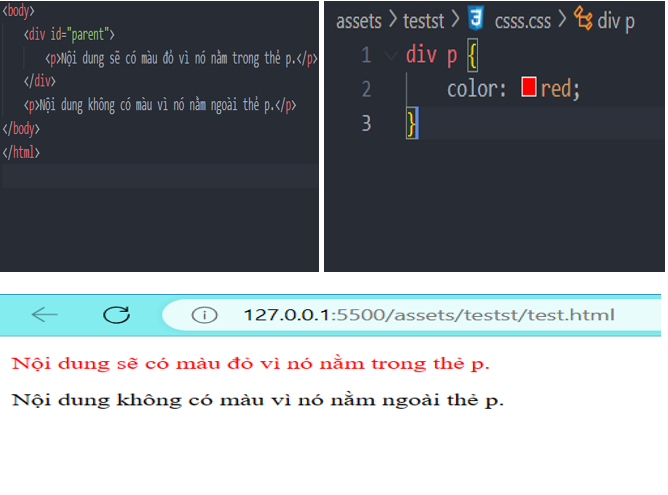 <body>
<div id="parent">
<p>Nội dung sẽ có màu đỏ vì nó nằm trong thẻ p.</p>
</div>
<p>Nội dung không có màu vì nó nằm ngoài thẻ p.</p>
</body>
</html>
assets > testst > csss.css > div p
1 div p {
2 color: red;
3 }
127.0.0.1:5500/assets/testst/test.html
Nội dung sẽ có màu đỏ vì nó nằm trong thẻ p.
Nội dung không có màu vì nó nằm ngoài thẻ p.